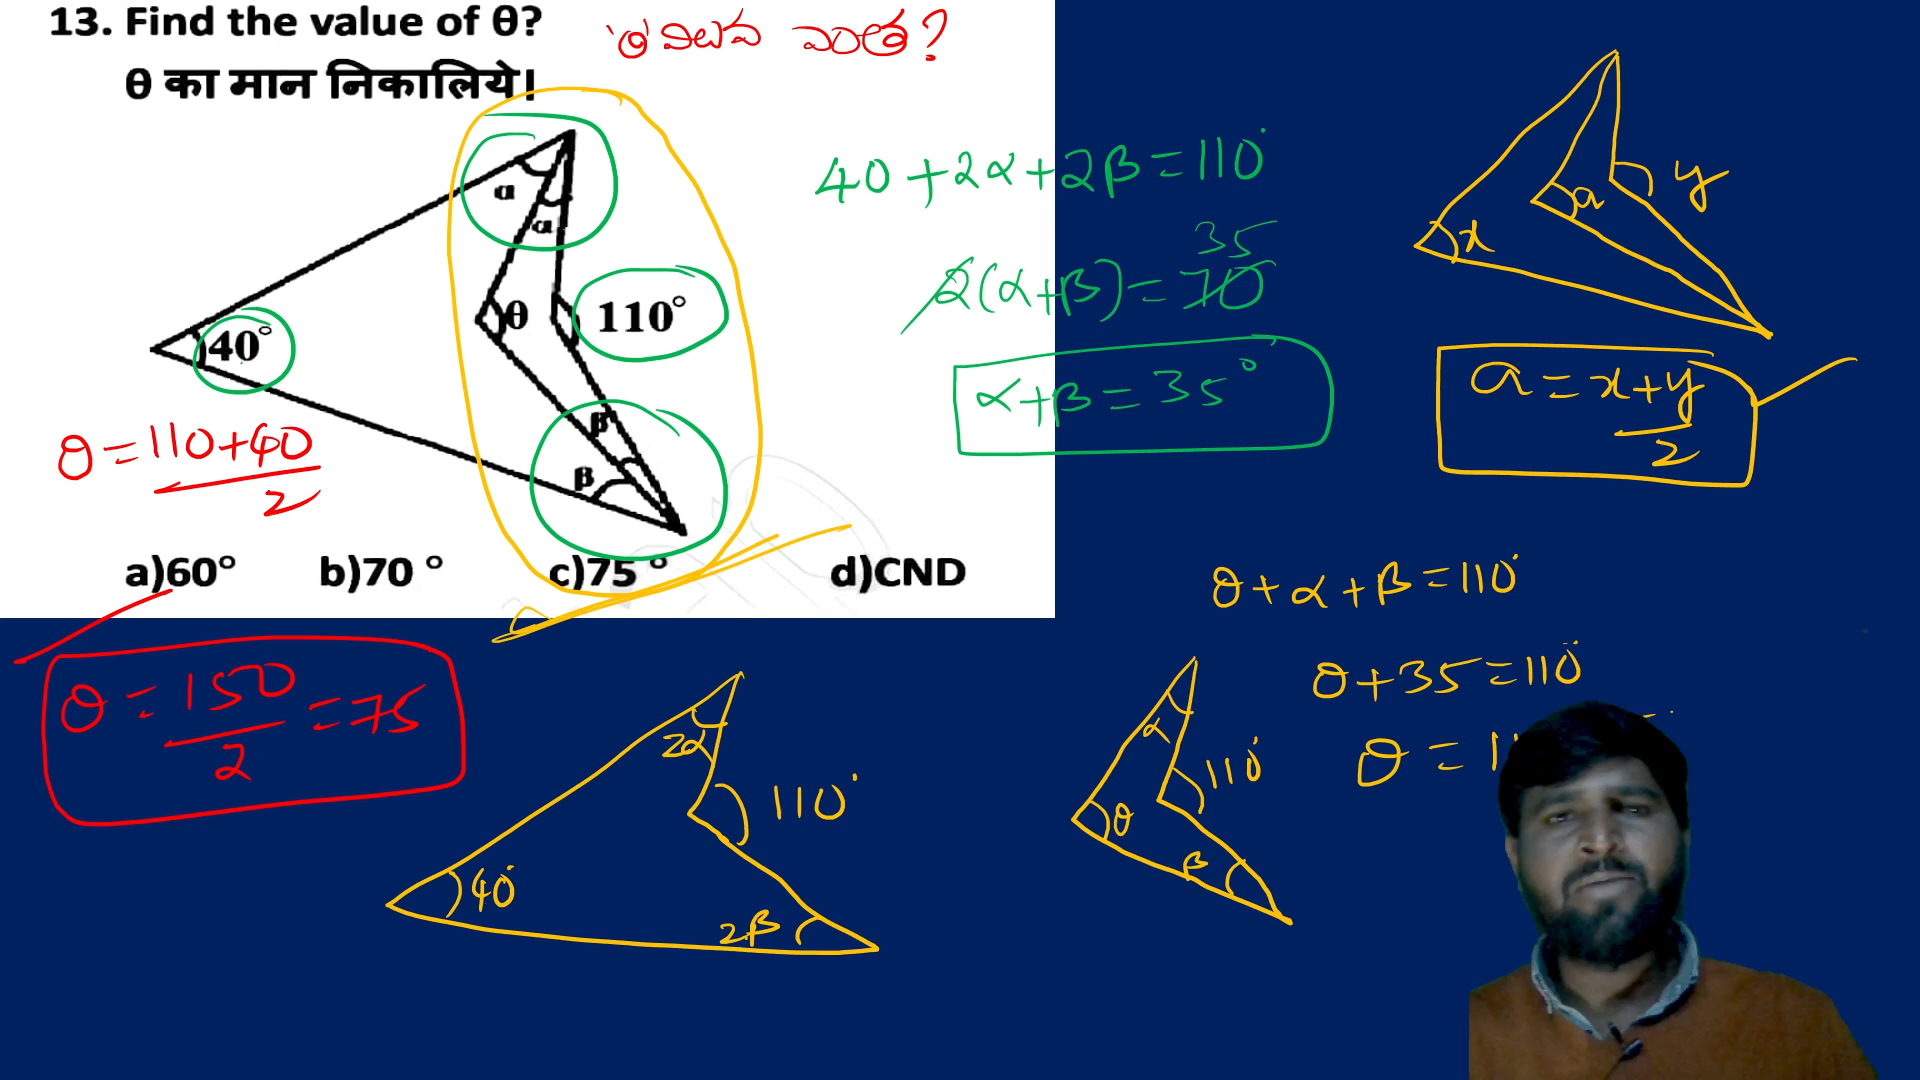 13. Find the value of θ?
'θ' విలువ ఎంత?
θ का मान निकालिये।
α
α
θ
110°
40°
β
β
θ = 110+40
2
a)60° b)70 ° c)75 ° d)CND
θ = 150 = 75
2
40 + 2α + 2β = 110°
35
2(α+β) = 70
α+β = 35°
x
a
y
a = x+y
2
θ + α + β = 110°
θ + 35 = 110°
θ = 1
2α
110°
40°
2β
α
110°
θ
β